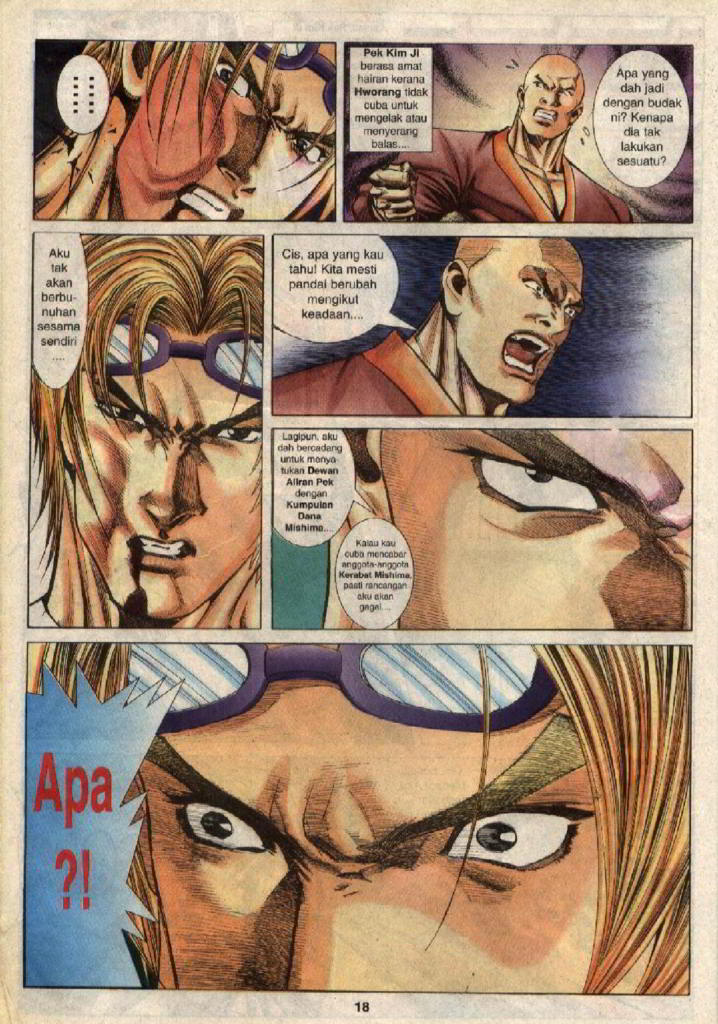 ......
Pek Kim Ji
berasa amat
hairan kerana
Hworang tidak
cuba untuk
mengelak atau
menyerang
balas....
Apa yang
dah jadi
dengan budak
ni? Kenapa
dia tak
lakukan
sesuatu?
Aku
tak
akan
berbu-
nuhan
sesama
sendiri
....
Cis, apa yang kau
tahu! Kita mesti
pandai berubah
mengikut
keadaan....
Lagipun, aku
dah bercadang
untuk menya-
tukan Dewan
Aliran Pek
dengan
Kumpulan
Dana
Mishima....
Kalau kau
cuba mencabar
anggota-anggota
Kerabat Mishima,
pasti rancangan
aku akan
gagal....
Apa
?!
18